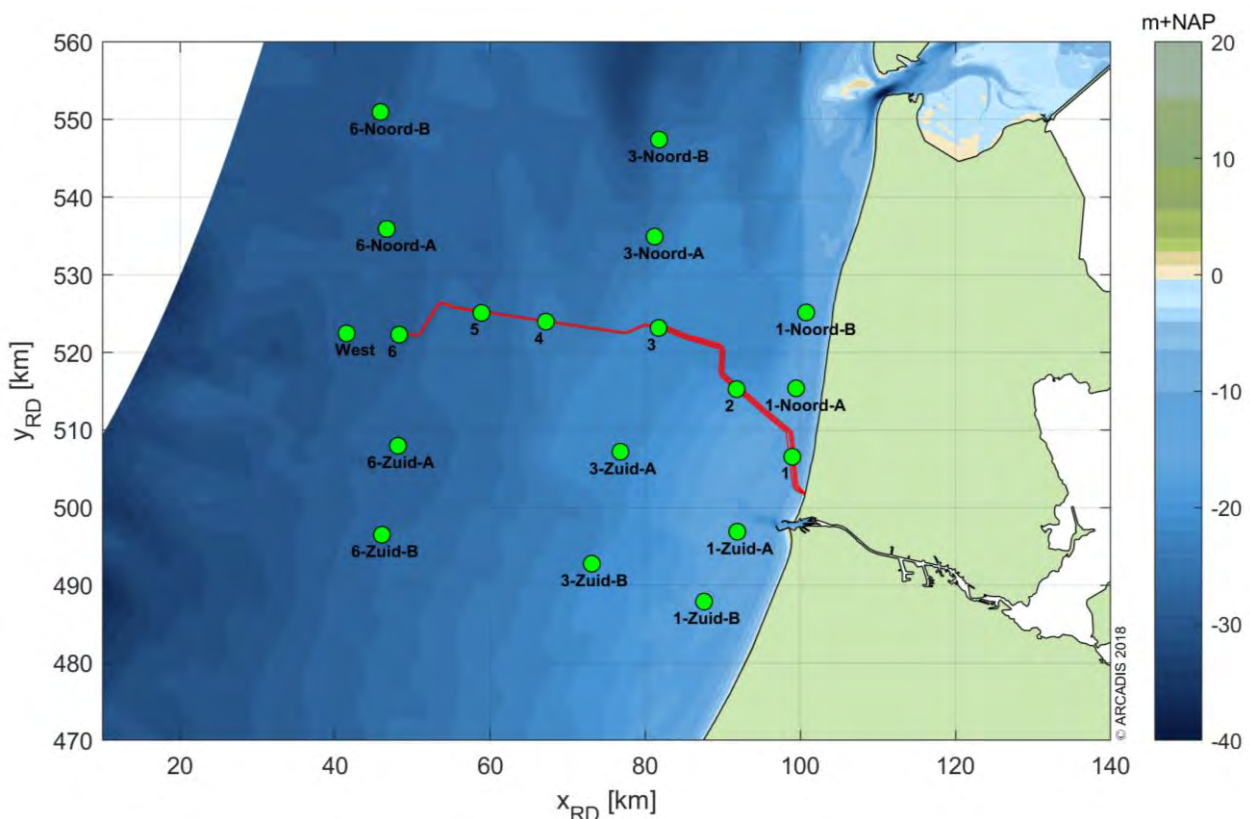 m+NAP
560
550
540
530
520
510
500
490
480
470
y_RD [km]
20
40
60
80
100
120
140
x_RD [km]
6-Noord-B
3-Noord-B
6-Noord-A
3-Noord-A
1-Noord-B
5
4
3
West
6
2
1-Noord-A
6-Zuid-A
3-Zuid-A
1
6-Zuid-B
1-Zuid-A
3-Zuid-B
1-Zuid-B
© ARCADIS 2018
20
10
0
-10
-20
-30
-40